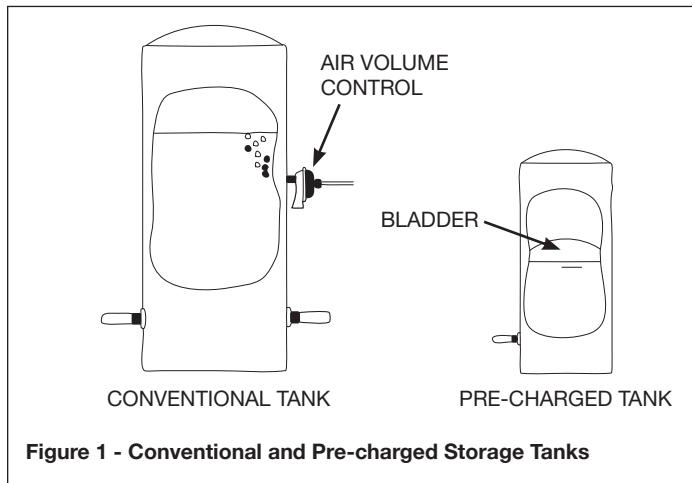 AIR VOLUME
CONTROL
BLADDER
CONVENTIONAL TANK
PRE-CHARGED TANK
Figure 1 - Conventional and Pre-charged Storage Tanks